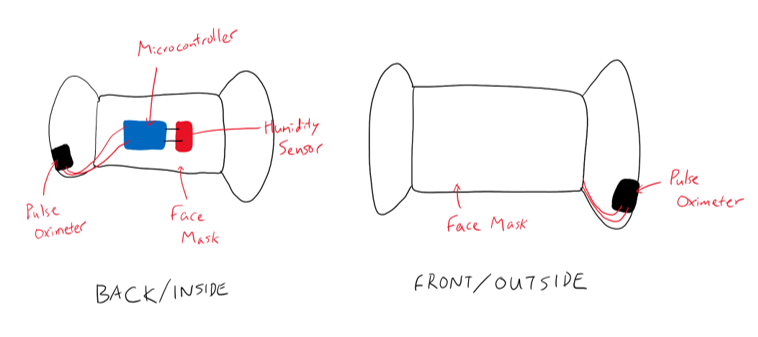 Microcontroller
Humidity
Sensor
Pulse
Oximeter
Face
Mask
BACK/INSIDE
Pulse
Oximeter
Face Mask
FRONT/OUTSIDE